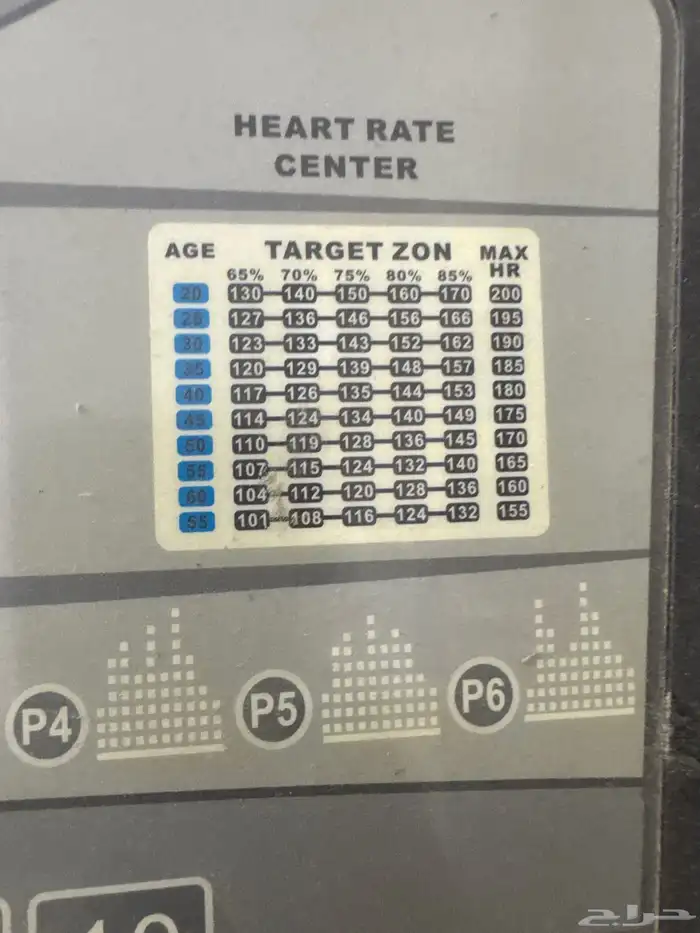 HEART RATE
CENTER
AGE TARGET ZON MAX HR
65% 70% 75% 80% 85%
20 130 140 150 160 170 200
25 127 136 146 156 166 195
30 123 133 143 152 162 190
35 120 129 139 148 157 185
40 117 126 135 144 153 180
45 114 124 134 140 149 175
50 110 119 128 136 145 170
55 107 115 124 132 140 165
60 104 112 120 128 136 160
65 101 108 116 124 132 155
P4 P5 P6
حراج